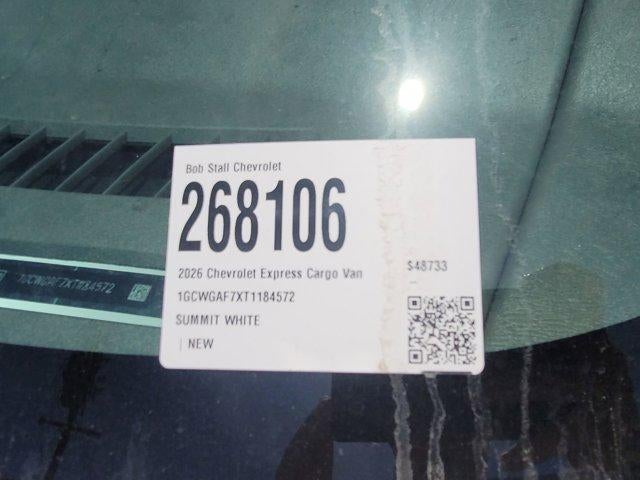 Bob Stall Chevrolet
268106
2026 Chevrolet Express Cargo Van
$48733
1GCWGAF7XT1184572
SUMMIT WHITE
| NEW
1GCWGAF7XT1184572